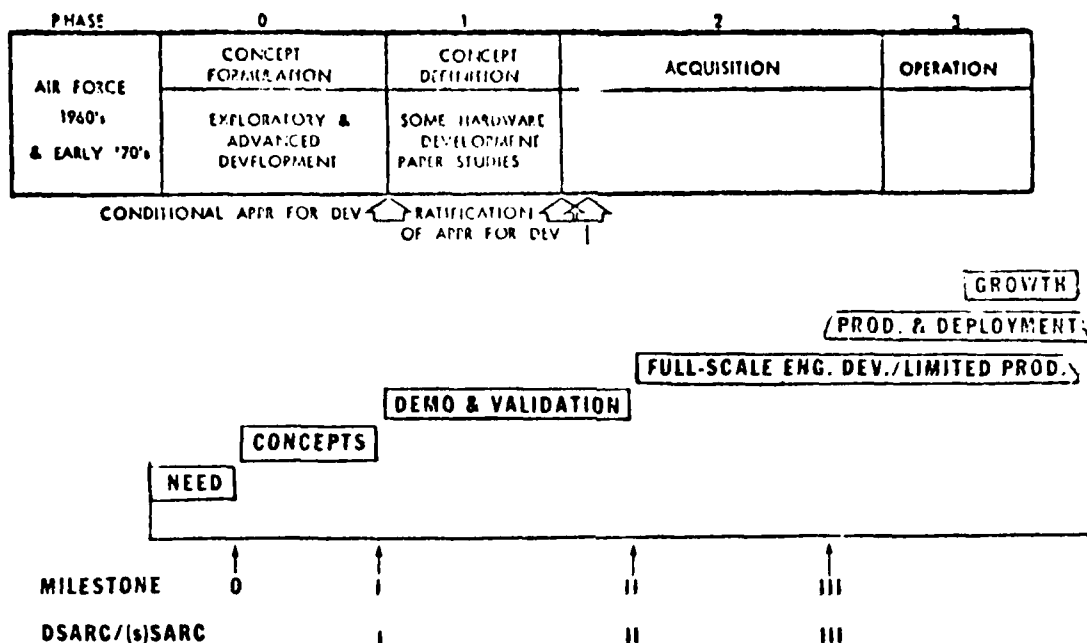 PHASE 0 1 2 3
AIR FORCE
1960's
& EARLY '70's
CONCEPT
FORMULATION
CONCEPT
DEFINITION
ACQUISITION
OPERATION
EXPLORATORY &
ADVANCED
DEVELOPMENT
SOME HARDWARE
DEVELOPMENT
PAPER STUDIES
CONDITIONAL APPR FOR DEV
RATIFICATION
OF APPR FOR DEV
GROWTH
PROD. & DEPLOYMENT
FULL-SCALE ENG. DEV./LIMITED PROD.
DEMO & VALIDATION
CONCEPTS
NEED
MILESTONE 0 I II III
DSARC/(s)SARC I II III